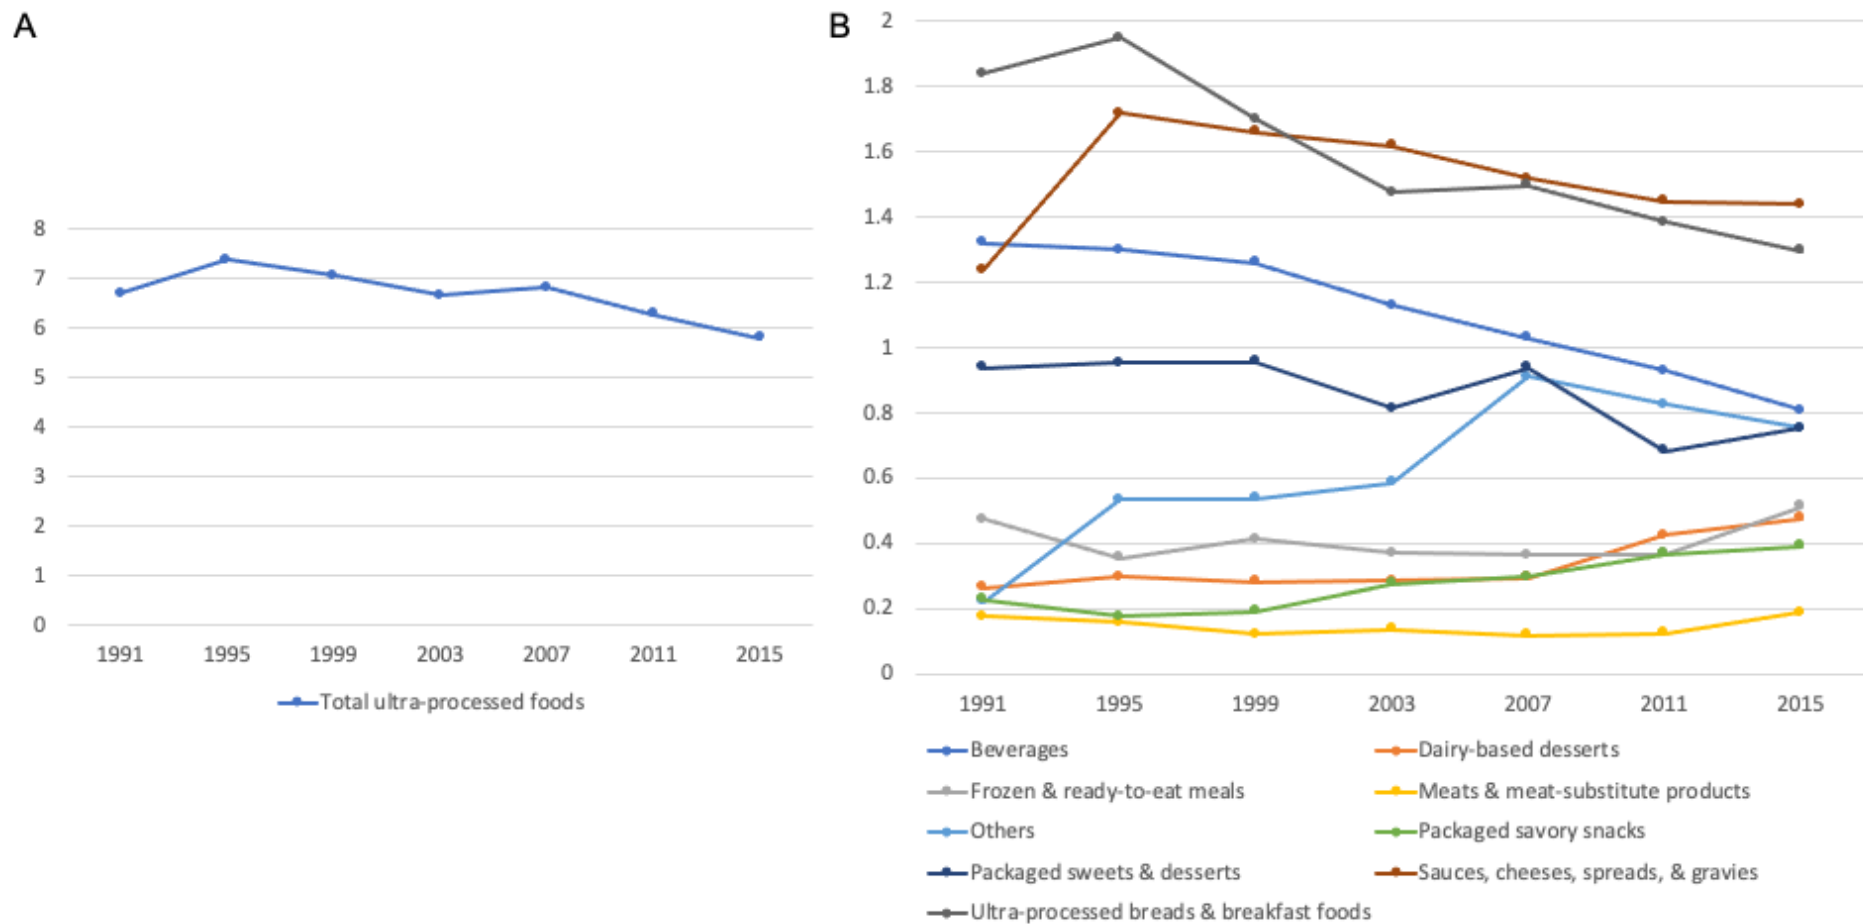 A
8
7
6
5
4
3
2
1
0
1991 1995 1999 2003 2007 2011 2015
Total ultra-processed foods
B
2
1.8
1.6
1.4
1.2
1
0.8
0.6
0.4
0.2
0
1991 1995 1999 2003 2007 2011 2015
Beverages Dairy-based desserts
Frozen & ready-to-eat meals Meats & meat-substitute products
Others Packaged savory snacks
Packaged sweets & desserts Sauces, cheeses, spreads, & gravies
Ultra-processed breads & breakfast foods